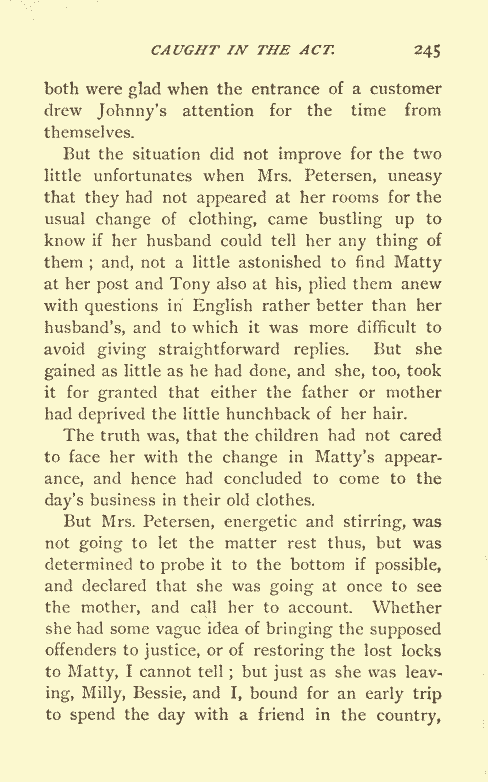 CAUGHT IN THE ACT. 245
both were glad when the entrance of a customer
drew Johnny's attention for the time from
themselves.
But the situation did not improve for the two
little unfortunates when Mrs. Petersen, uneasy
that they had not appeared at her rooms for the
usual change of clothing, came bustling up to
know if her husband could tell her any thing of
them ; and, not a little astonished to find Matty
at her post and Tony also at his, plied them anew
with questions in English rather better than her
husband's, and to which it was more difficult to
avoid giving straightforward replies. But she
gained as little as he had done, and she, too, took
it for granted that either the father or mother
had deprived the little hunchback of her hair.
The truth was, that the children had not cared
to face her with the change in Matty's appear-
ance, and hence had concluded to come to the
day's business in their old clothes.
But Mrs. Petersen, energetic and stirring, was
not going to let the matter rest thus, but was
determined to probe it to the bottom if possible,
and declared that she was going at once to see
the mother, and call her to account. Whether
she had some vague idea of bringing the supposed
offenders to justice, or of restoring the lost locks
to Matty, I cannot tell ; but just as she was leav-
ing, Milly, Bessie, and I, bound for an early trip
to spend the day with a friend in the country,